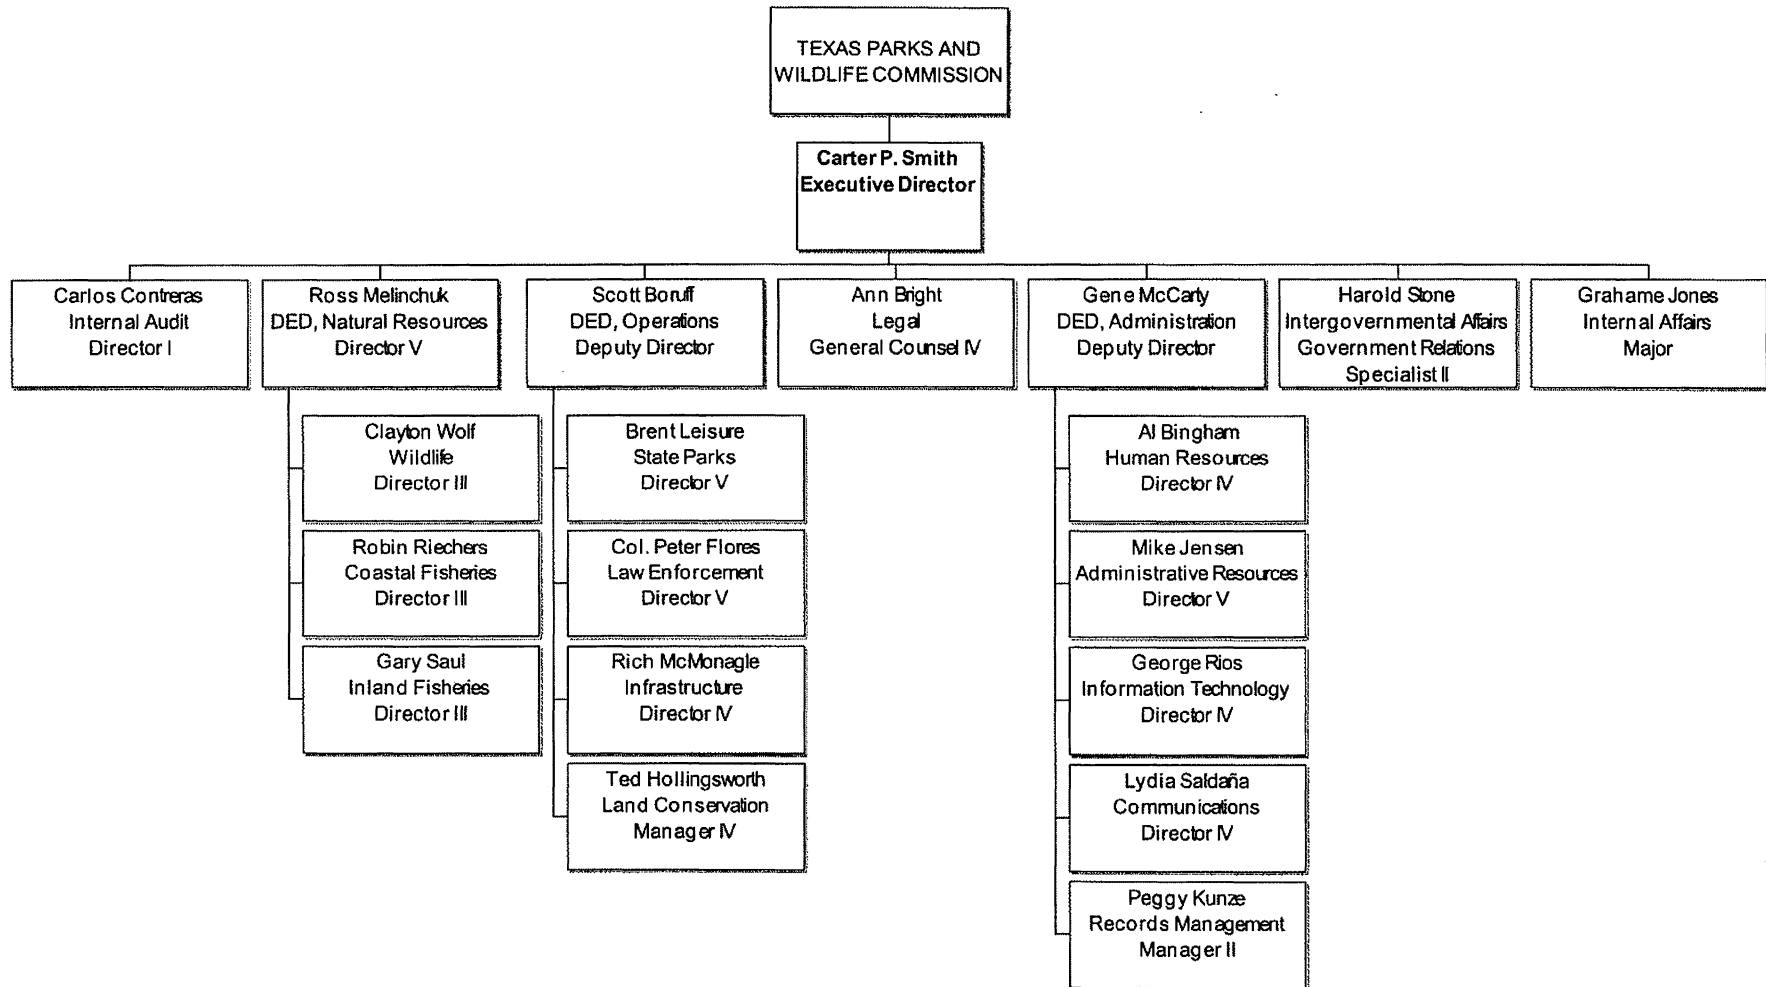 TEXAS PARKS AND
WILDLIFE COMMISSION
Carter P. Smith
Executive Director
Carlos Contreras
Internal Audit
Director I
Ross Melinchuk
DED, Natural Resources
Director V
Scott Boruff
DED, Operations
Deputy Director
Ann Bright
Legal
General Counsel IV
Gene McCarty
DED, Administration
Deputy Director
Harold Stone
Intergovernmental Affairs
Government Relations
Specialist II
Grahame Jones
Internal Affairs
Major
Clayton Wolf
Wildlife
Director III
Robin Riechers
Coastal Fisheries
Director III
Gary Saul
Inland Fisheries
Director III
Brent Leisure
State Parks
Director V
Col. Peter Flores
Law Enforcement
Director V
Rich McMonagle
Infrastructure
Director IV
Ted Hollingsworth
Land Conservation
Manager IV
Al Bingham
Human Resources
Director IV
Mike Jensen
Administrative Resources
Director V
George Rios
Information Technology
Director IV
Lydia Saldaña
Communications
Director IV
Peggy Kunze
Records Management
Manager II